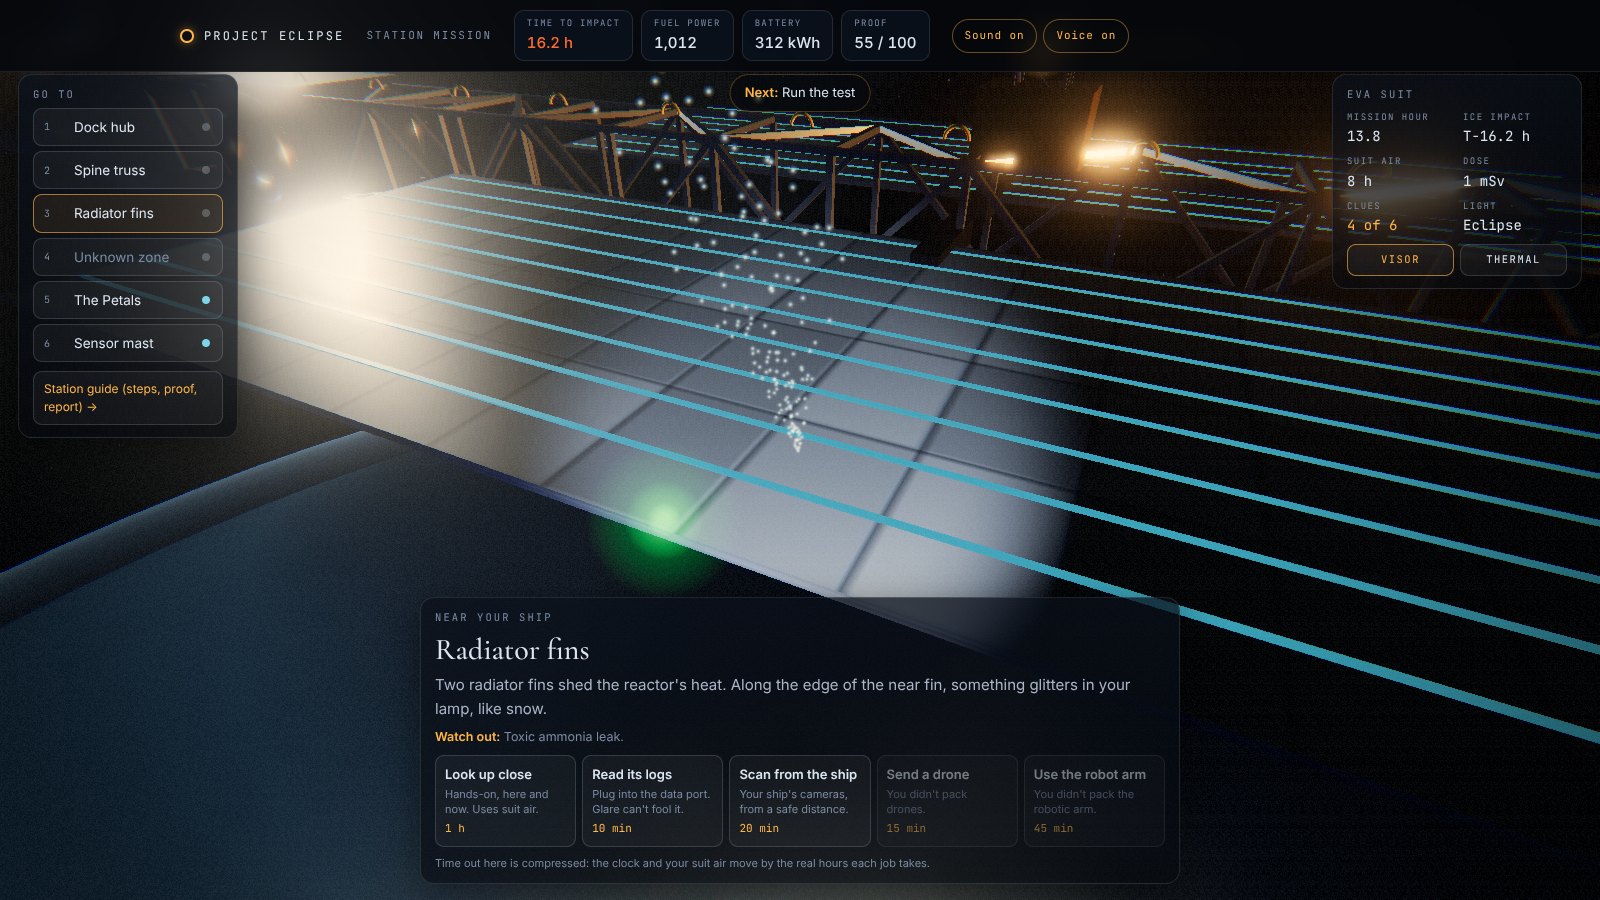 PROJECT ECLIPSE
STATION MISSION
TIME TO IMPACT
16.2 h
FUEL POWER
1,012
BATTERY
312 kWh
PROOF
55 / 100
Sound on
Voice on
GO TO
1 Dock hub
2 Spine truss
3 Radiator fins
4 Unknown zone
5 The Petals
6 Sensor mast
Station guide (steps, proof,
report) →
Next: Run the test
EVA SUIT
MISSION HOUR
13.8
ICE IMPACT
T-16.2 h
SUIT AIR
8 h
DOSE
1 mSv
CLUES
4 of 6
LIGHT
Eclipse
VISOR
THERMAL
NEAR YOUR SHIP
Radiator fins
Two radiator fins shed the reactor's heat. Along the edge of the near fin, something glitters in your
lamp, like snow.
Watch out: Toxic ammonia leak.
Look up close
Hands-on, here and
now. Uses suit air.
1 h
Read its logs
Plug into the data port.
Glare can't fool it.
10 min
Scan from the ship
Your ship's cameras,
from a safe distance.
20 min
Send a drone
You didn't pack
drones.
15 min
Use the robot arm
You didn't pack the
robotic arm.
45 min
Time out here is compressed: the clock and your suit air move by the real hours each job takes.